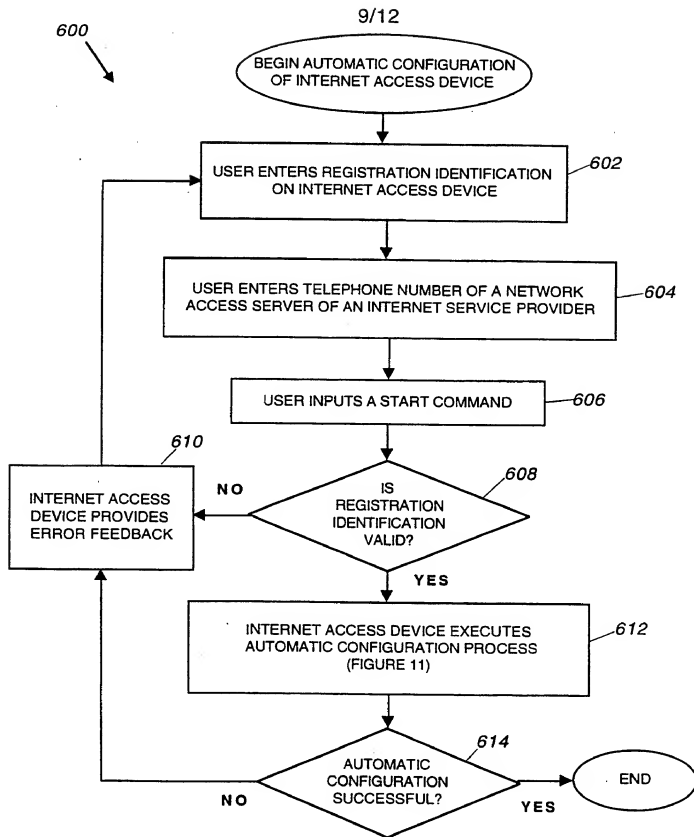 9/12
600
BEGIN AUTOMATIC CONFIGURATION
OF INTERNET ACCESS DEVICE
USER ENTERS REGISTRATION IDENTIFICATION
ON INTERNET ACCESS DEVICE
602
USER ENTERS TELEPHONE NUMBER OF A NETWORK
ACCESS SERVER OF AN INTERNET SERVICE PROVIDER
604
USER INPUTS A START COMMAND
606
610
INTERNET ACCESS
DEVICE PROVIDES
ERROR FEEDBACK
NO
IS
REGISTRATION
IDENTIFICATION
VALID?
608
YES
INTERNET ACCESS DEVICE EXECUTES
AUTOMATIC CONFIGURATION PROCESS
(FIGURE 11)
612
AUTOMATIC
CONFIGURATION
SUCCESSFUL?
614
NO
YES
END